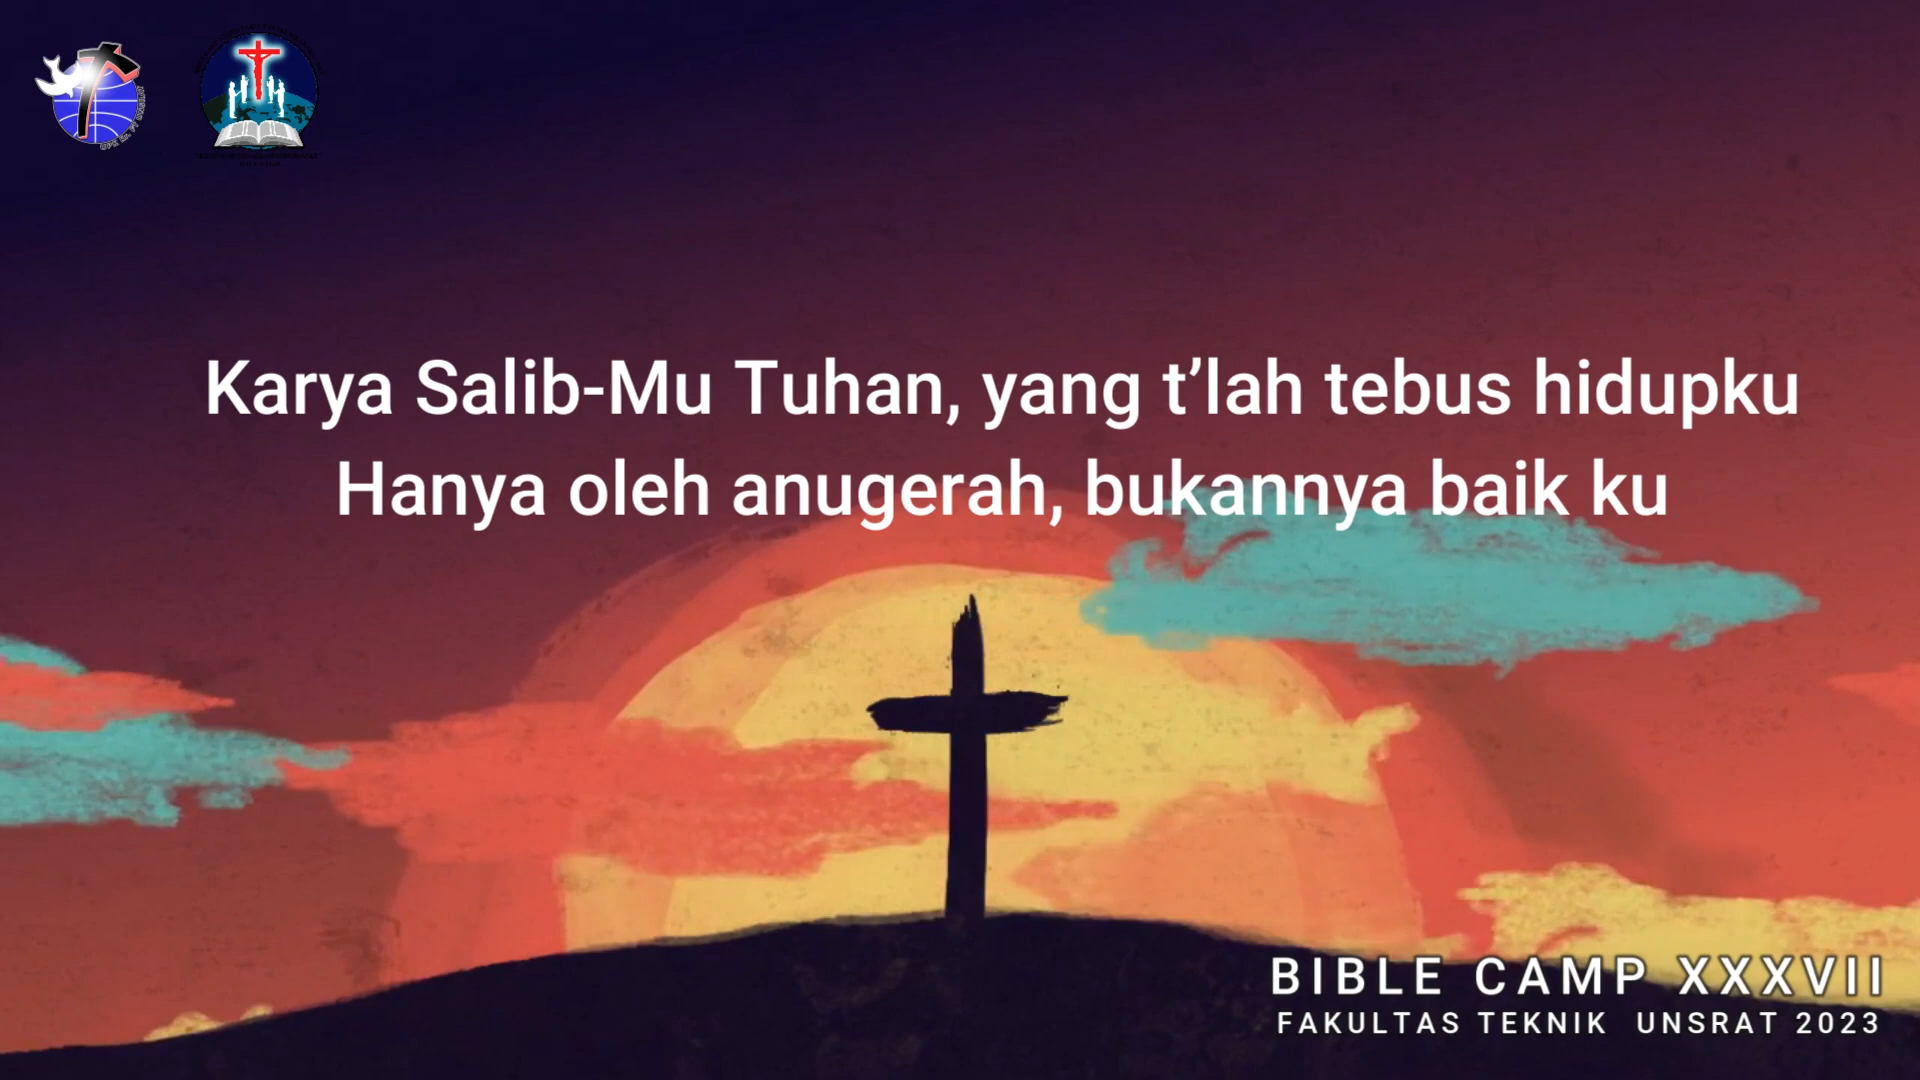 Karya Salib-Mu Tuhan, yang t’lah tebus hidupku
Hanya oleh anugerah, bukannya baik ku
BIBLE CAMP XXXVII
FAKULTAS TEKNIK UNSRAT 2023